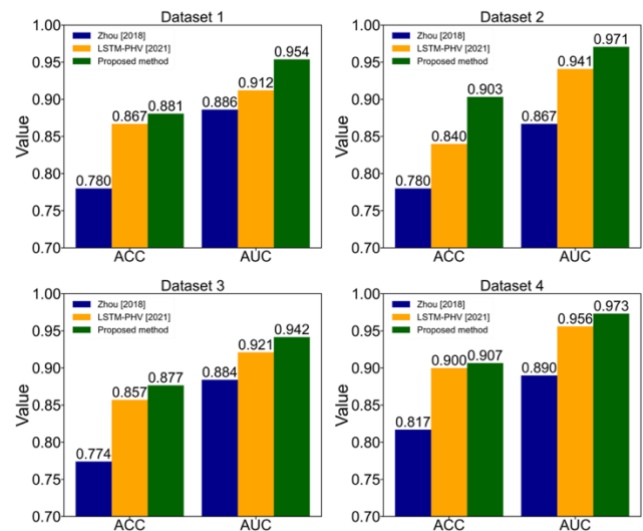 Dataset 1
1.00
0.95
0.90
0.85
0.80
0.75
0.70
Value
Zhou [2018]
LSTM-PHV [2021]
Proposed method
0.780
0.867
0.881
0.886
0.912
0.954
ACC
AUC
Dataset 2
1.00
0.95
0.90
0.85
0.80
0.75
0.70
Value
Zhou [2018]
LSTM-PHV [2021]
Proposed method
0.780
0.840
0.903
0.867
0.941
0.971
ACC
AUC
Dataset 3
1.00
0.95
0.90
0.85
0.80
0.75
0.70
Value
Zhou [2018]
LSTM-PHV [2021]
Proposed method
0.774
0.857
0.877
0.884
0.921
0.942
ACC
AUC
Dataset 4
1.00
0.95
0.90
0.85
0.80
0.75
0.70
Value
Zhou [2018]
LSTM-PHV [2021]
Proposed method
0.817
0.900
0.907
0.890
0.956
0.973
ACC
AUC